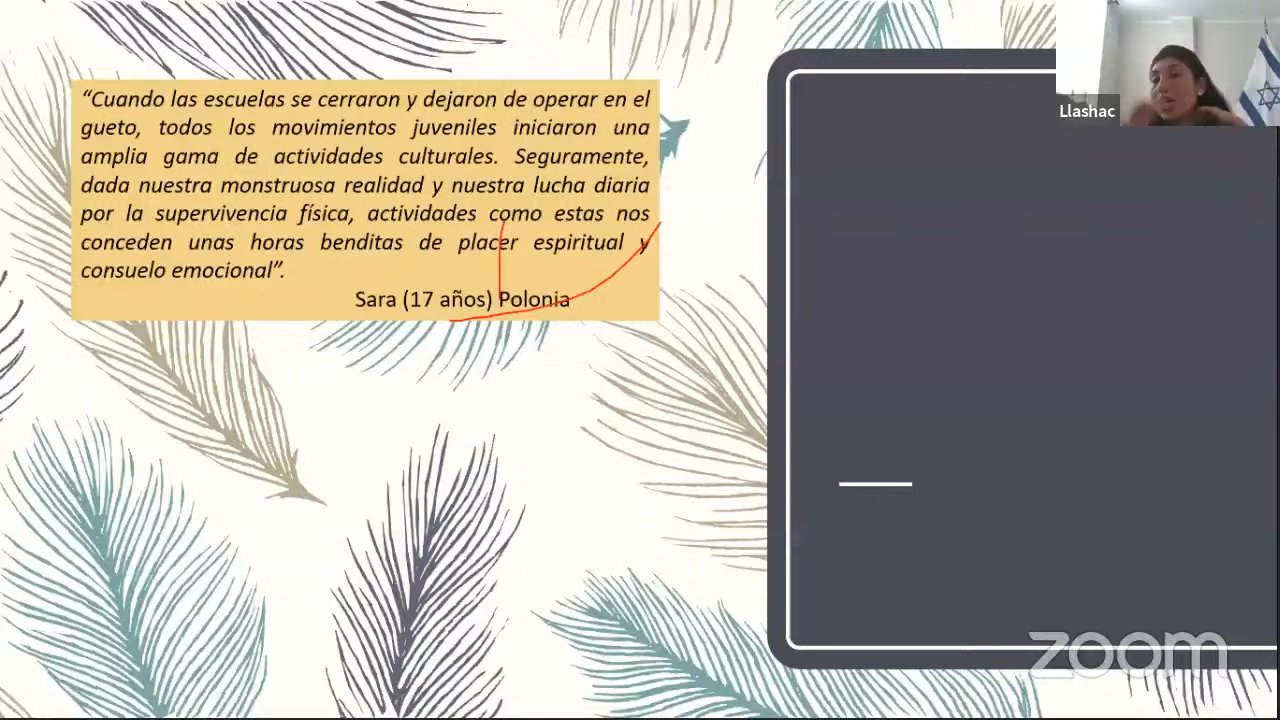 “Cuando las escuelas se cerraron y dejaron de operar en el
gueto, todos los movimientos juveniles iniciaron una
amplia gama de actividades culturales. Seguramente,
dada nuestra monstruosa realidad y nuestra lucha diaria
por la supervivencia física, actividades como estas nos
conceden unas horas benditas de placer espiritual y
consuelo emocional”.
Sara (17 años) Polonia
Llashac
zoom